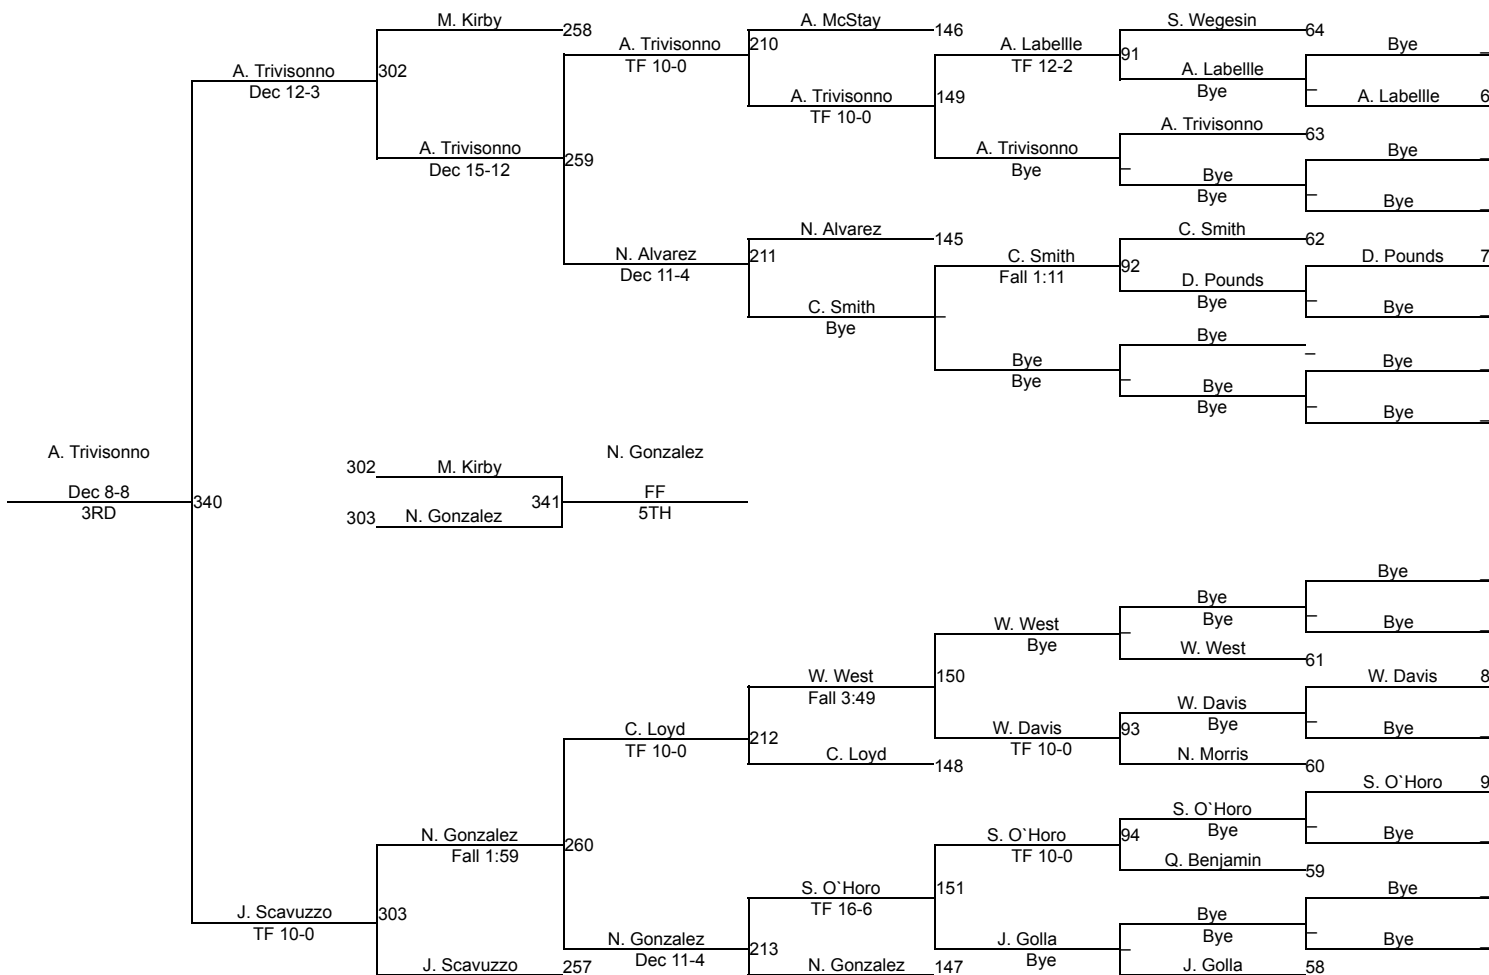 M. Kirby 258 A. McStay 146 S. Wegesin 64
A. Trivisonno 210 A. Labellle Bye
TF 10-0 TF 12-2 91
A. Trivisonno 302 A. Labellle
Dec 12-3 Bye
A. Trivisonno 149 A. Labellle 6
TF 10-0
A. Trivisonno 63
A. Trivisonno 259 A. Trivisonno Bye
Dec 15-12 Bye
Bye
Bye
Bye
N. Alvarez 145 C. Smith 62
N. Alvarez 211 C. Smith 92 D. Pounds 7
Dec 11-4 Fall 1:11
D. Pounds
Bye
C. Smith Bye
Bye
Bye
Bye Bye
Bye
Bye
Bye
Bye
A. Trivisonno N. Gonzalez
302 M. Kirby
Dec 8-8 340 341 FF
3RD 5TH
303 N. Gonzalez
Bye
Bye
Bye
W. West Bye
Bye
W. West 61
W. West 150 W. Davis 8
Fall 3:49
W. Davis
Bye
C. Loyd 212 W. Davis 93 Bye
TF 10-0 TF 10-0
C. Loyd 148 N. Morris 60
S. O`Horo 9
S. O`Horo
Bye
N. Gonzalez 260 S. O`Horo 94 Bye
Fall 1:59 TF 10-0
Q. Benjamin 59
S. O`Horo 151 Bye
TF 16-6
J. Scavuzzo 303 Bye
TF 10-0 Bye
N. Gonzalez 213 J. Golla Bye
Dec 11-4 Bye
J. Scavuzzo 257 N. Gonzalez 147 J. Golla 58